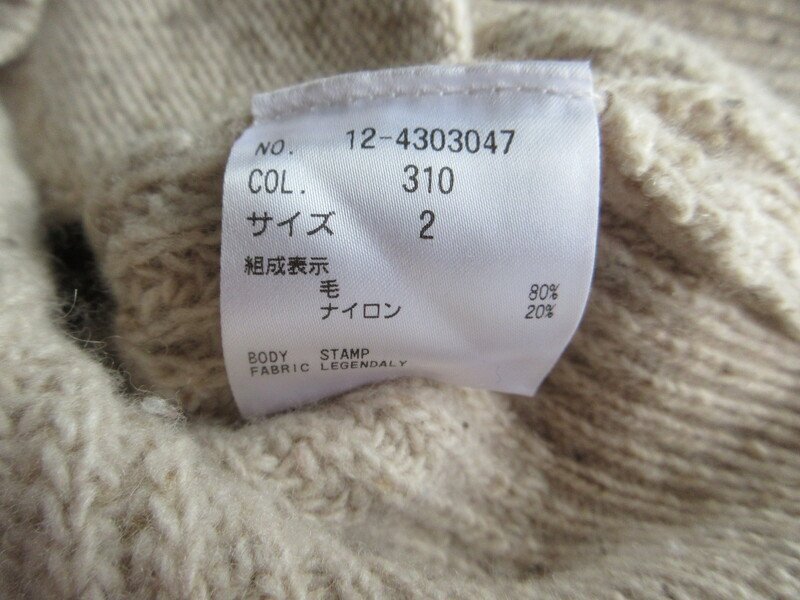 NO. 12-4303047
COL. 310
サイズ 2
組成表示
毛 80%
ナイロン 20%
BODY STAMP
FABRIC LEGENDALY